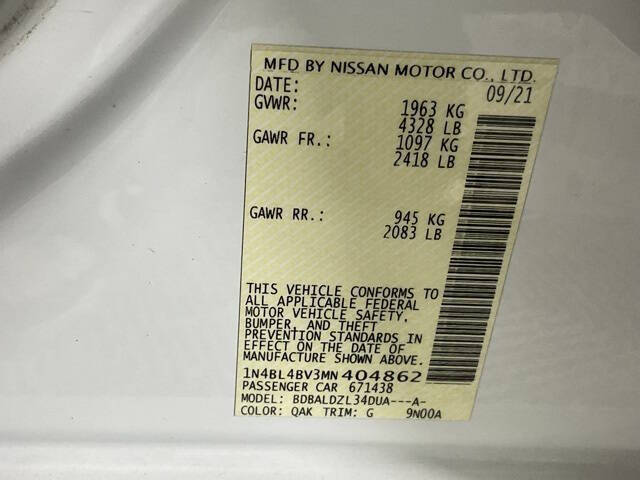 MFD BY NISSAN MOTOR CO., LTD.
DATE: 09/21
GVWR: 1963 KG
4328 LB
GAWR FR.: 1097 KG
2418 LB
GAWR RR.: 945 KG
2083 LB
THIS VEHICLE CONFORMS TO
ALL APPLICABLE FEDERAL
MOTOR VEHICLE SAFETY,
BUMPER, AND THEFT
PREVENTION STANDARDS IN
EFFECT ON THE DATE OF
MANUFACTURE SHOWN ABOVE.
1N4BL4BV3MN404862
PASSENGER CAR 671438
MODEL: BDBALDZL34DUA---A-
COLOR: QAK TRIM: G 9N00A